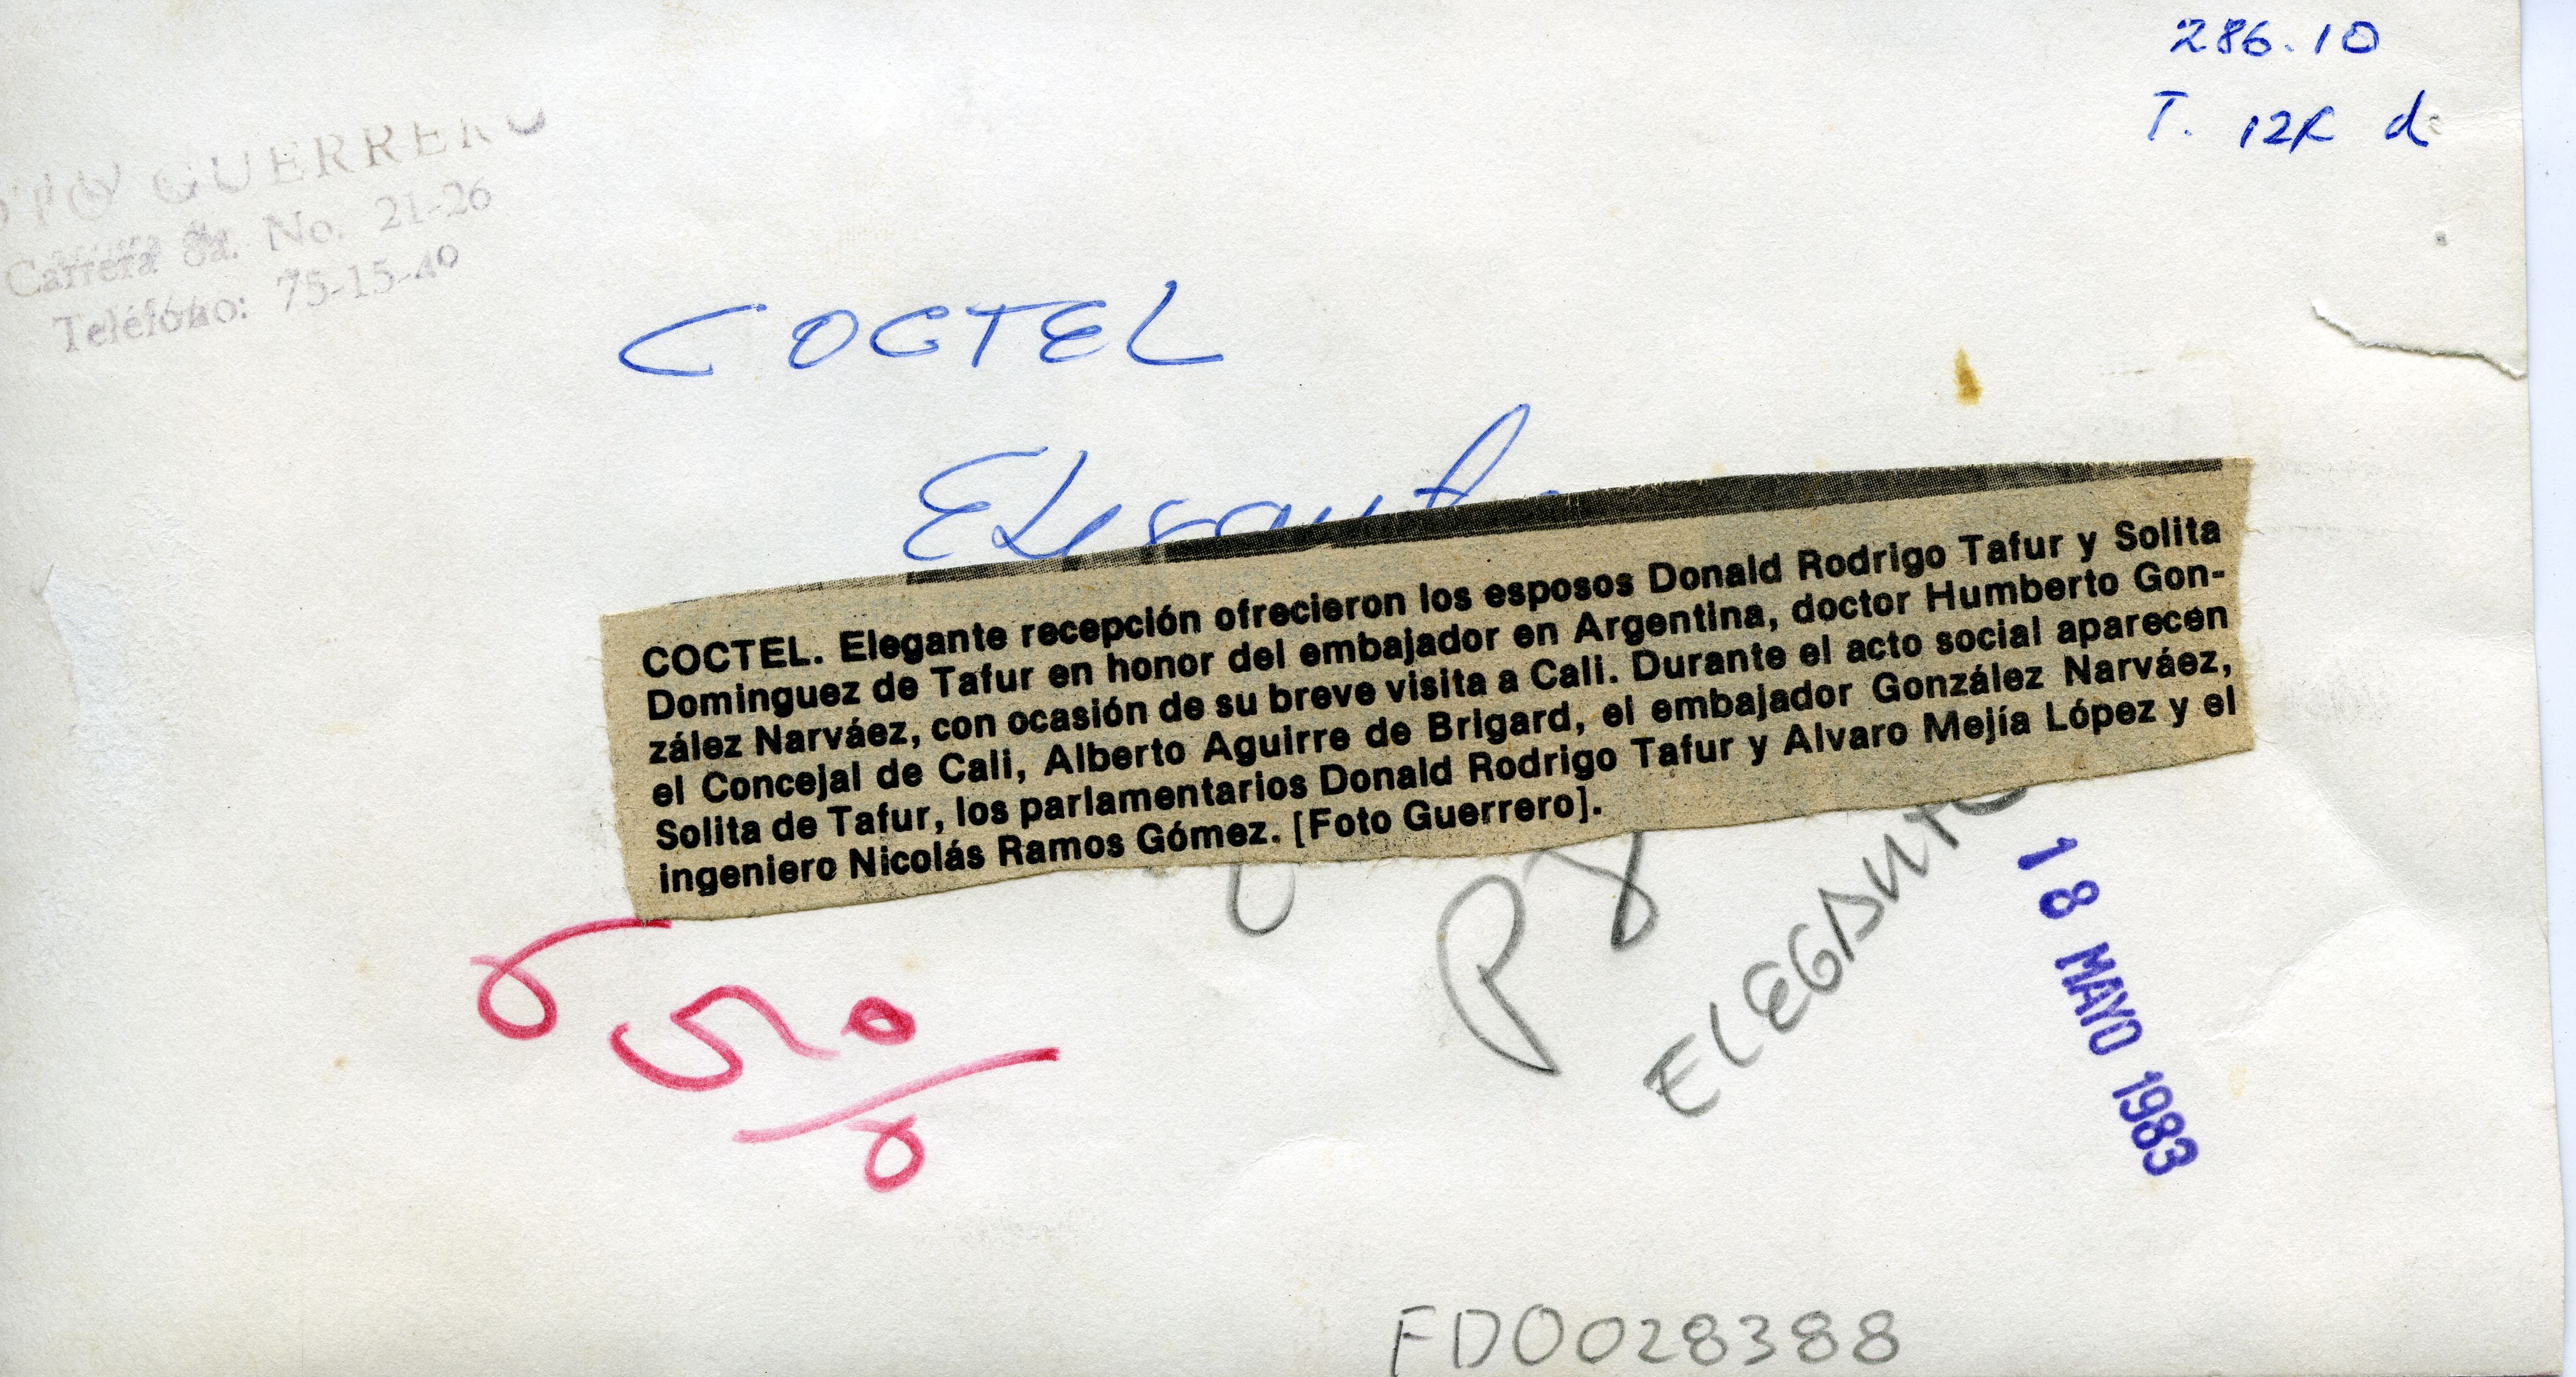 286.10
T. 12R d
GUERRERO
Carrera 8a. No. 21-26
Teléfono: 75-15-40
COCTEL
Elegante
COCTEL. Elegante recepción ofrecieron los esposos Donald Rodrigo Tafur y Solita
Dominguez de Tafur en honor del embajador en Argentina, doctor Humberto Gon-
zález Narváez, con ocasión de su breve visita a Cali. Durante el acto social aparecen
el Concejal de Cali, Alberto Aguirre de Brigard, el embajador González Narváez,
Solita de Tafur, los parlamentarios Donald Rodrigo Tafur y Alvaro Mejía López y el
ingeniero Nicolás Ramos Gómez. [Foto Guerrero].
ELEGANTE
18 MAYO 1983
FD0028388